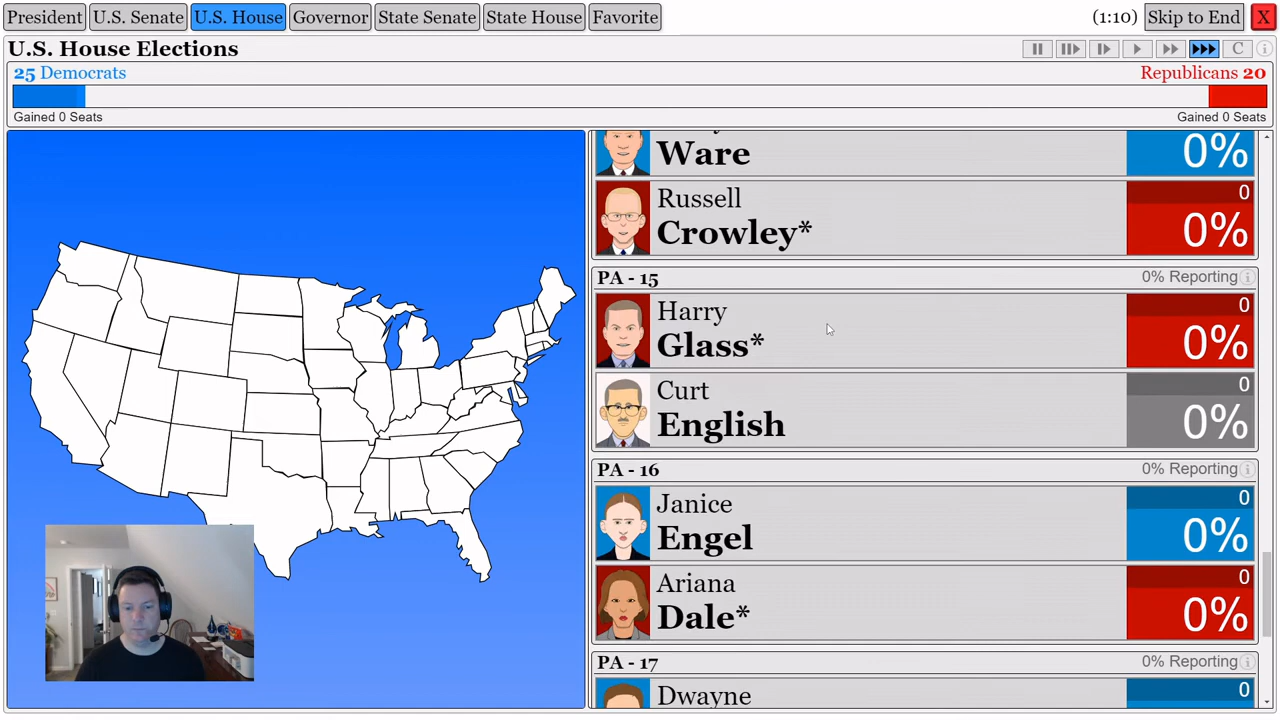 President U.S. Senate U.S. House Governor State Senate State House Favorite (1:10) Skip to End X
U.S. House Elections C
25 Democrats Republicans 20
Gained 0 Seats Gained 0 Seats
Ware 0%
Russell 0
Crowley* 0%
PA - 15 0% Reporting
Harry 0
Glass* 0%
Curt 0
English 0%
PA - 16 0% Reporting
Janice 0
Engel 0%
Ariana 0
Dale* 0%
PA - 17 0% Reporting
Dwayne 0